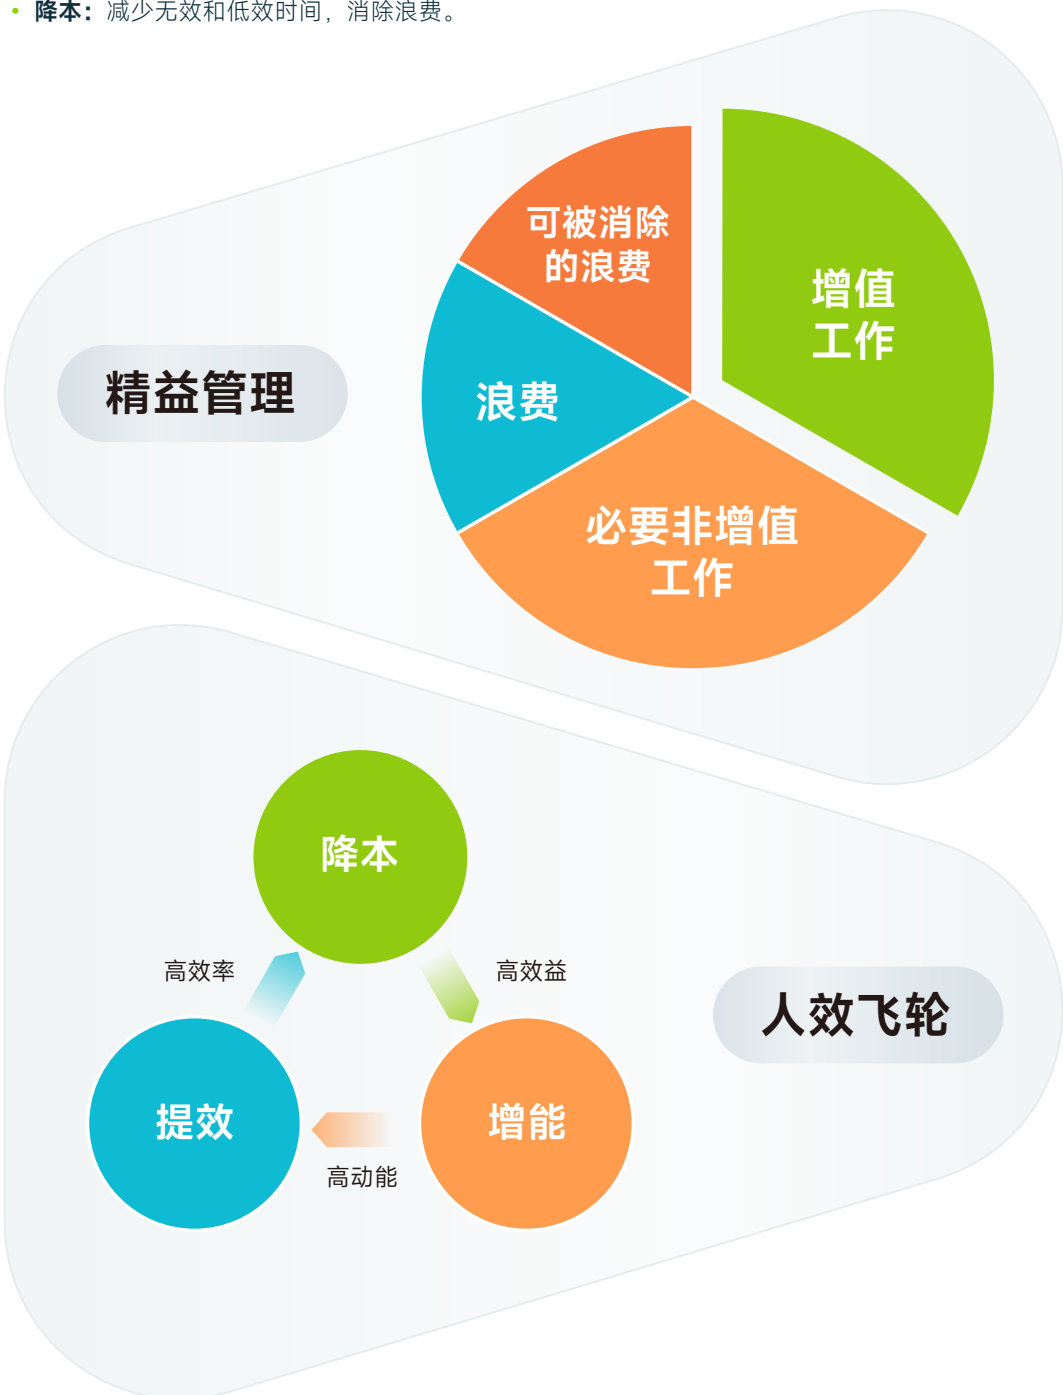 • 降本：减少无效和低效时间，消除浪费。
可被消除
的浪费
增值
工作
精益管理
浪费
必要非增值
工作
降本
高效率
高效益
人效飞轮
提效
增能
高动能